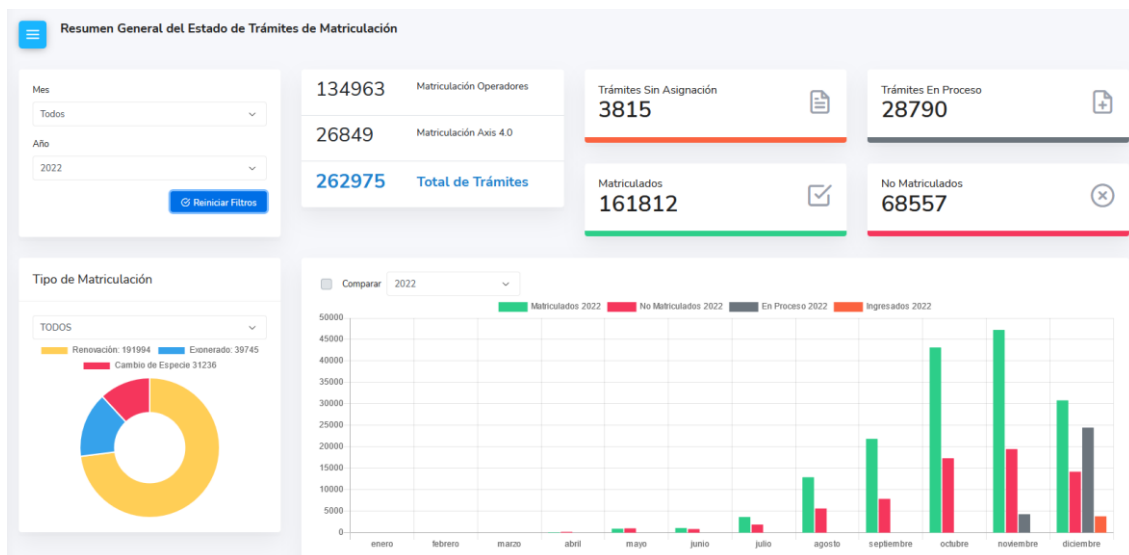 Resumen General del Estado de Trámites de Matriculación
Mes
Todos
Año
2022
Reiniciar Filtros
134963 Matriculación Operadores
26849 Matriculación Axis 4.0
262975 Total de Trámites
Trámites Sin Asignación
3815
Trámites En Proceso
28790
Matriculados
161812
No Matriculados
68557
Tipo de Matriculación
TODOS
Renovación: 191994 Exonerado: 39745
Cambio de Especie 31236
Comparar 2022
Matriculados 2022 No Matriculados 2022 En Proceso 2022 Ingresados 2022
50000
45000
40000
35000
30000
25000
20000
15000
10000
5000
0
enero febrero marzo abril mayo junio julio agosto septiembre octubre noviembre diciembre